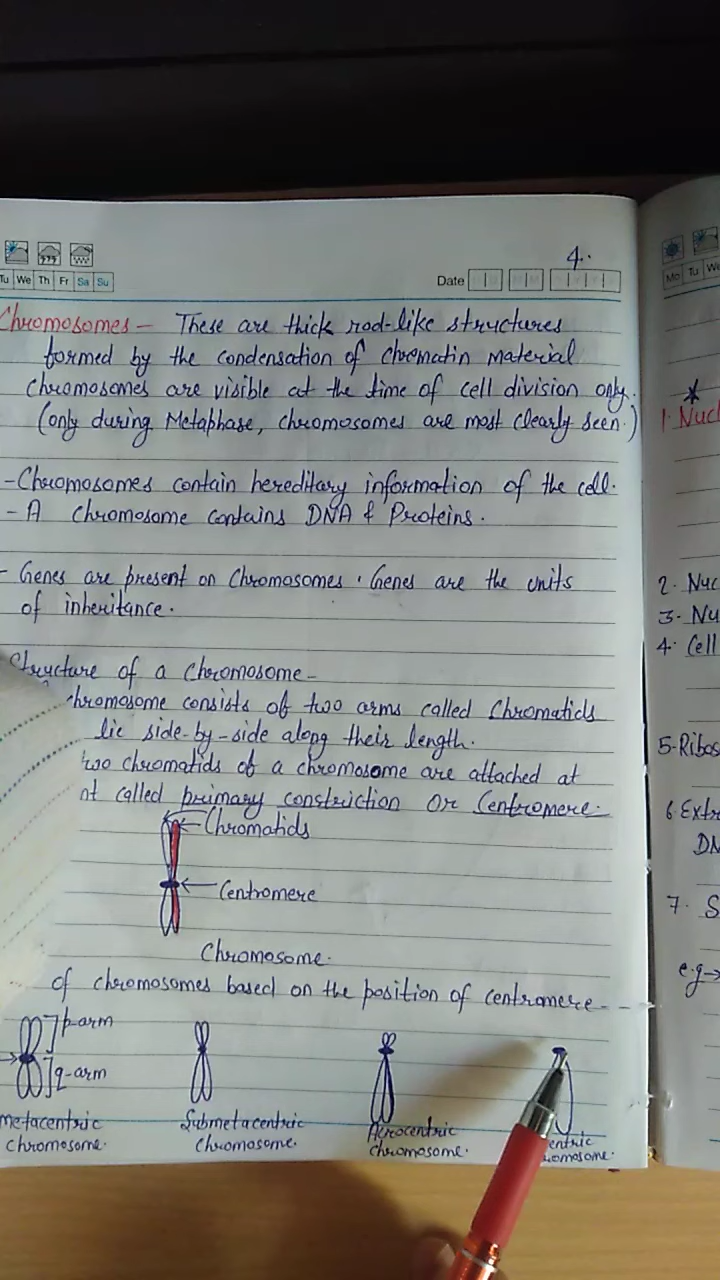 4.
Tu We Th Fr Sa Su
Date
Chromosomes - These are thick rod-like structures
formed by the condensation of chromatin material
Chromosomes are visible at the time of cell division only.
(only during Metaphase, chromosomes are most clearly seen.)
- Chromosomes contain hereditary information of the cell.
- A chromosome contains DNA & Proteins.
- Genes are present on Chromosomes. Genes are the units
of inheritance.
Structure of a Chromosome -
chromosome consists of two arms called Chromatids
lie side-by-side along their length.
two chromatids of a chromosome are attached at
nt called primary constriction or Centromere.
Chromatids
Centromere
Chromosome.
of chromosomes based on the position of centromere--
p-arm
q-arm
metacentric
chromosome.
Submetacentric
Chromosome.
Acrocentric
chromosome.
entric
omosome.
Mo Tu We
1. Nucl
2. Nuc
3. Nu
4. Cell
5. Ribos
6. Extr
DN
7. S
e.g→